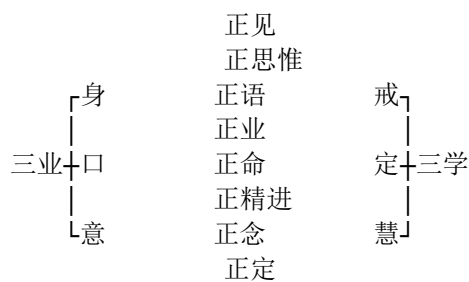 正见
正思惟
身 正语 戒
正业
三业 口 正命 定 三学
正精进
意 正念 慧
正定